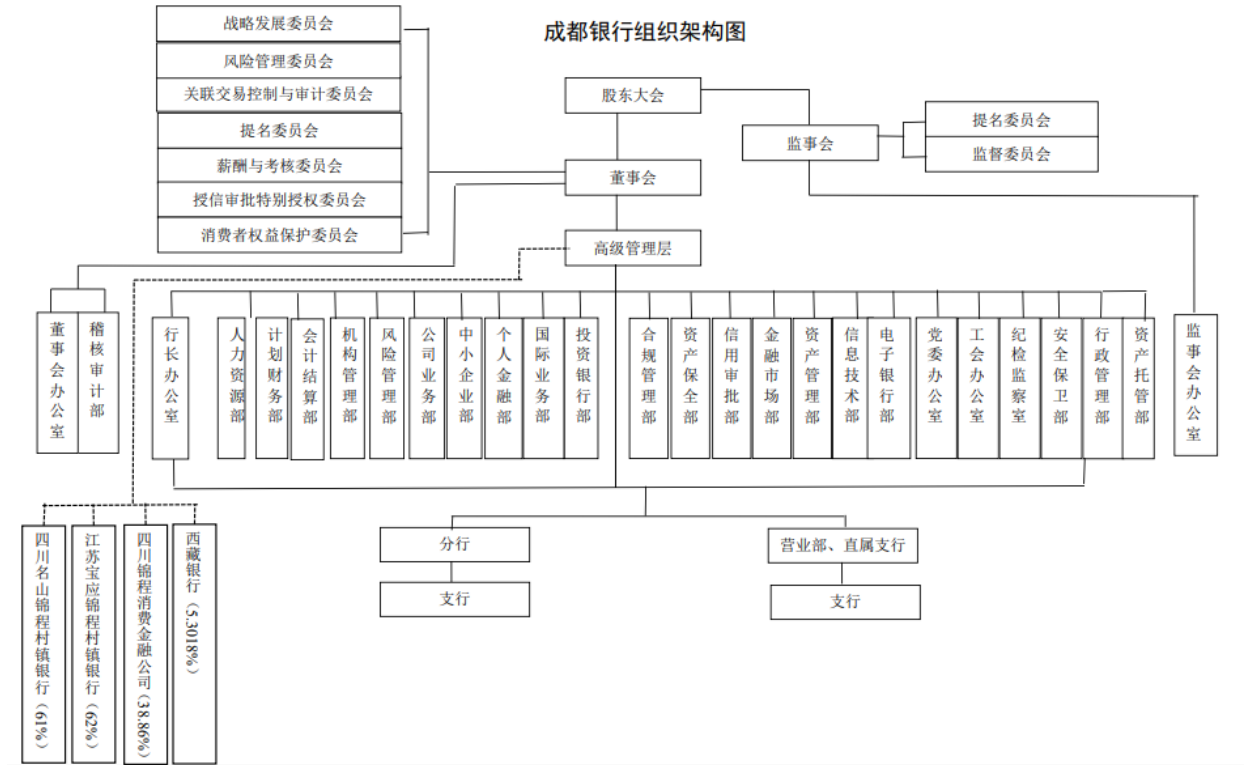 成都银行组织架构图
战略发展委员会
风险管理委员会
关联交易控制与审计委员会
提名委员会
薪酬与考核委员会
授信审批特别授权委员会
消费者权益保护委员会
股东大会
监事会
提名委员会
监督委员会
董事会
高级管理层
董事会办公室
稽核审计部
行长办公室
人力资源部
计划财务部
会计结算部
机构管理部
风险管理部
公司业务部
中小企业部
个人金融部
国际业务部
投资银行部
合规管理部
资产保全部
信用审批部
金融市场部
资产管理部
信息技术部
电子银行部
党委办公室
工会办公室
纪检监察室
安全保卫部
行政管理部
资产托管部
监事会办公室
四川名山锦程村镇银行（61%）
江苏宝应锦程村镇银行（62%）
四川锦程消费金融公司（38.86%）
西藏银行（5.3018%）
分行
支行
营业部、直属支行
支行